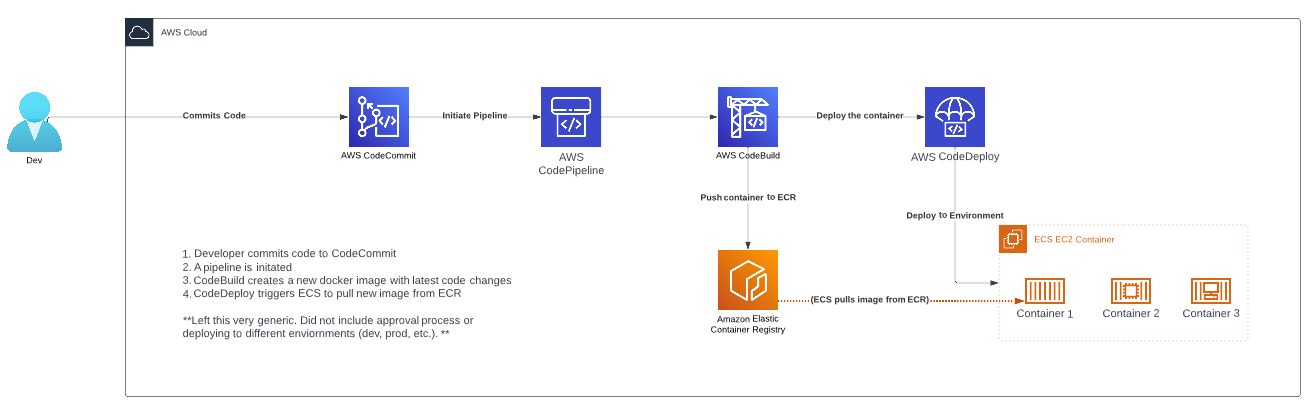 AWS Cloud
Commits Code
Initiate Pipeline
Deploy the container
Dev
AWS CodeCommit
AWS
CodePipeline
AWS CodeBuild
AWS CodeDeploy
Push container to ECR
Deploy to Environment
ECS EC2 Container
1. Developer commits code to CodeCommit
2. A pipeline is initated
3. CodeBuild creates a new docker image with latest code changes
4. CodeDeploy triggers ECS to pull new image from ECR
**Left this very generic. Did not include approval process or
deploying to different enviornments (dev, prod, etc.). **
(ECS pulls image from ECR)
Container 1
Container 2
Container 3
Amazon Elastic
Container Registry